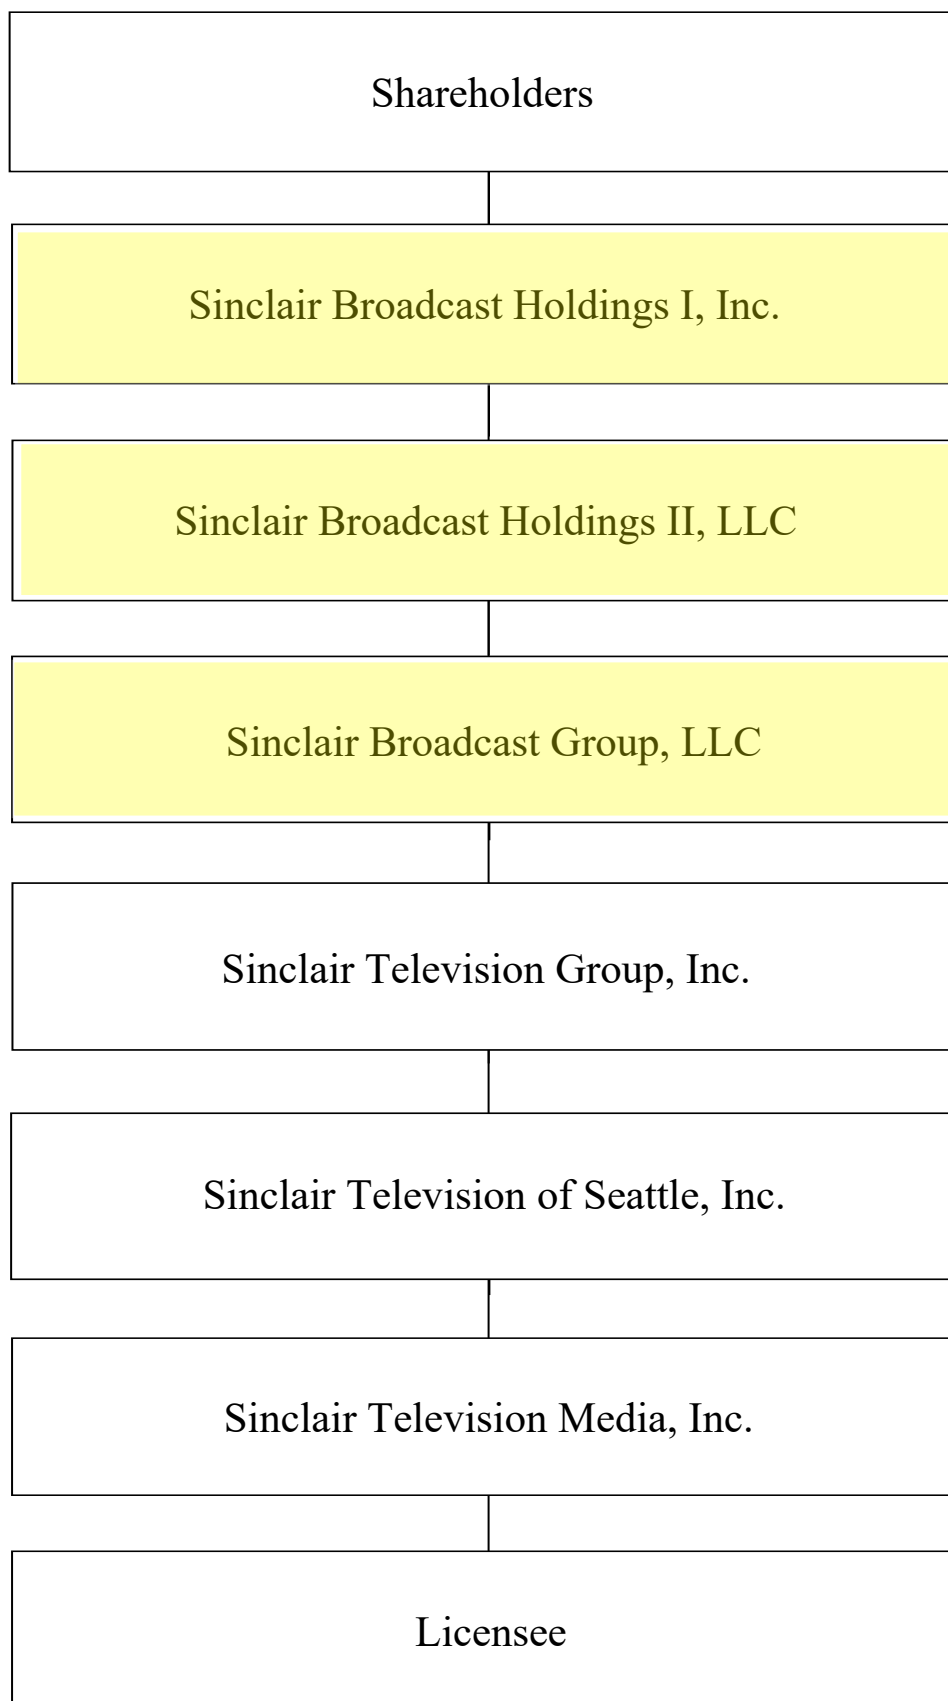 Shareholders
Sinclair Broadcast Holdings I, Inc.
Sinclair Broadcast Holdings II, LLC
Sinclair Broadcast Group, LLC
Sinclair Television Group, Inc.
Sinclair Television of Seattle, Inc.
Sinclair Television Media, Inc.
Licensee